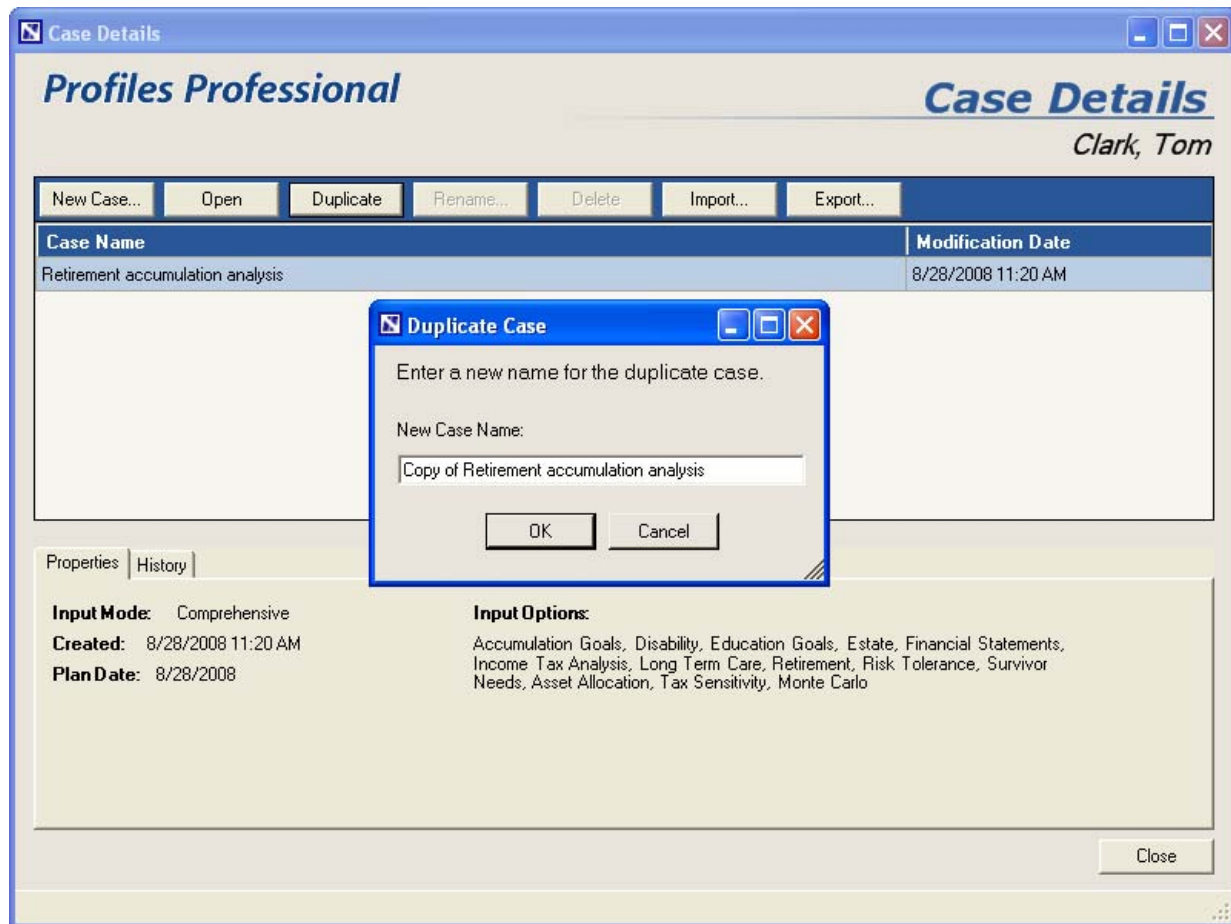 Case Details
Profiles Professional
Case Details
Clark, Tom
New Case... Open Duplicate Rename... Delete Import... Export...
Case Name Modification Date
Retirement accumulation analysis 8/28/2008 11:20 AM
Duplicate Case
Enter a new name for the duplicate case.
New Case Name:
Copy of Retirement accumulation analysis
OK Cancel
Properties History
Input Mode: Comprehensive
Created: 8/28/2008 11:20 AM
Plan Date: 8/28/2008
Input Options:
Accumulation Goals, Disability, Education Goals, Estate, Financial Statements,
Income Tax Analysis, Long Term Care, Retirement, Risk Tolerance, Survivor
Needs, Asset Allocation, Tax Sensitivity, Monte Carlo
Close